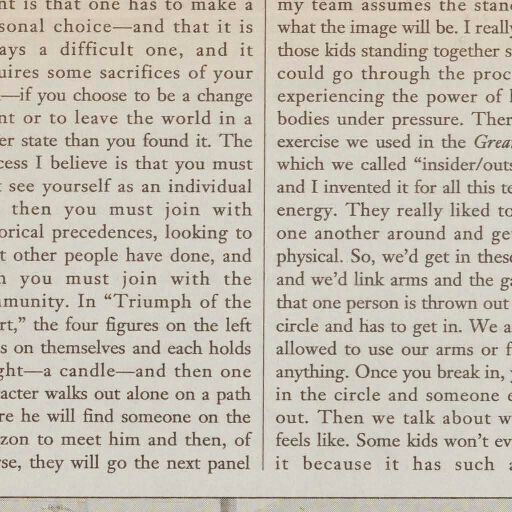 nt is that one has to make a
sonal choice—and that it is
ays a difficult one, and it
uires some sacrifices of your
—if you choose to be a change
nt or to leave the world in a
er state than you found it. The
cess I believe is that you must
see yourself as an individual
then you must join with
orical precedences, looking to
t other people have done, and
n you must join with the
mmunity. In “Triumph of the
rt,” the four figures on the left
s on themselves and each holds
ght—a candle—and then one
acter walks out alone on a path
re he will find someone on the
zon to meet him and then, of
rse, they will go the next panel
my team assumes the stand
what the image will be. I really
those kids standing together s
could go through the proc
experiencing the power of
bodies under pressure. Ther
exercise we used in the Grea
which we called “insider/outs
and I invented it for all this te
energy. They really liked to
one another around and ge
physical. So, we’d get in these
and we’d link arms and the ga
that one person is thrown out
circle and has to get in. We a
allowed to use our arms or f
anything. Once you break in,
in the circle and someone e
out. Then we talk about w
feels like. Some kids won’t ev
it because it has such a